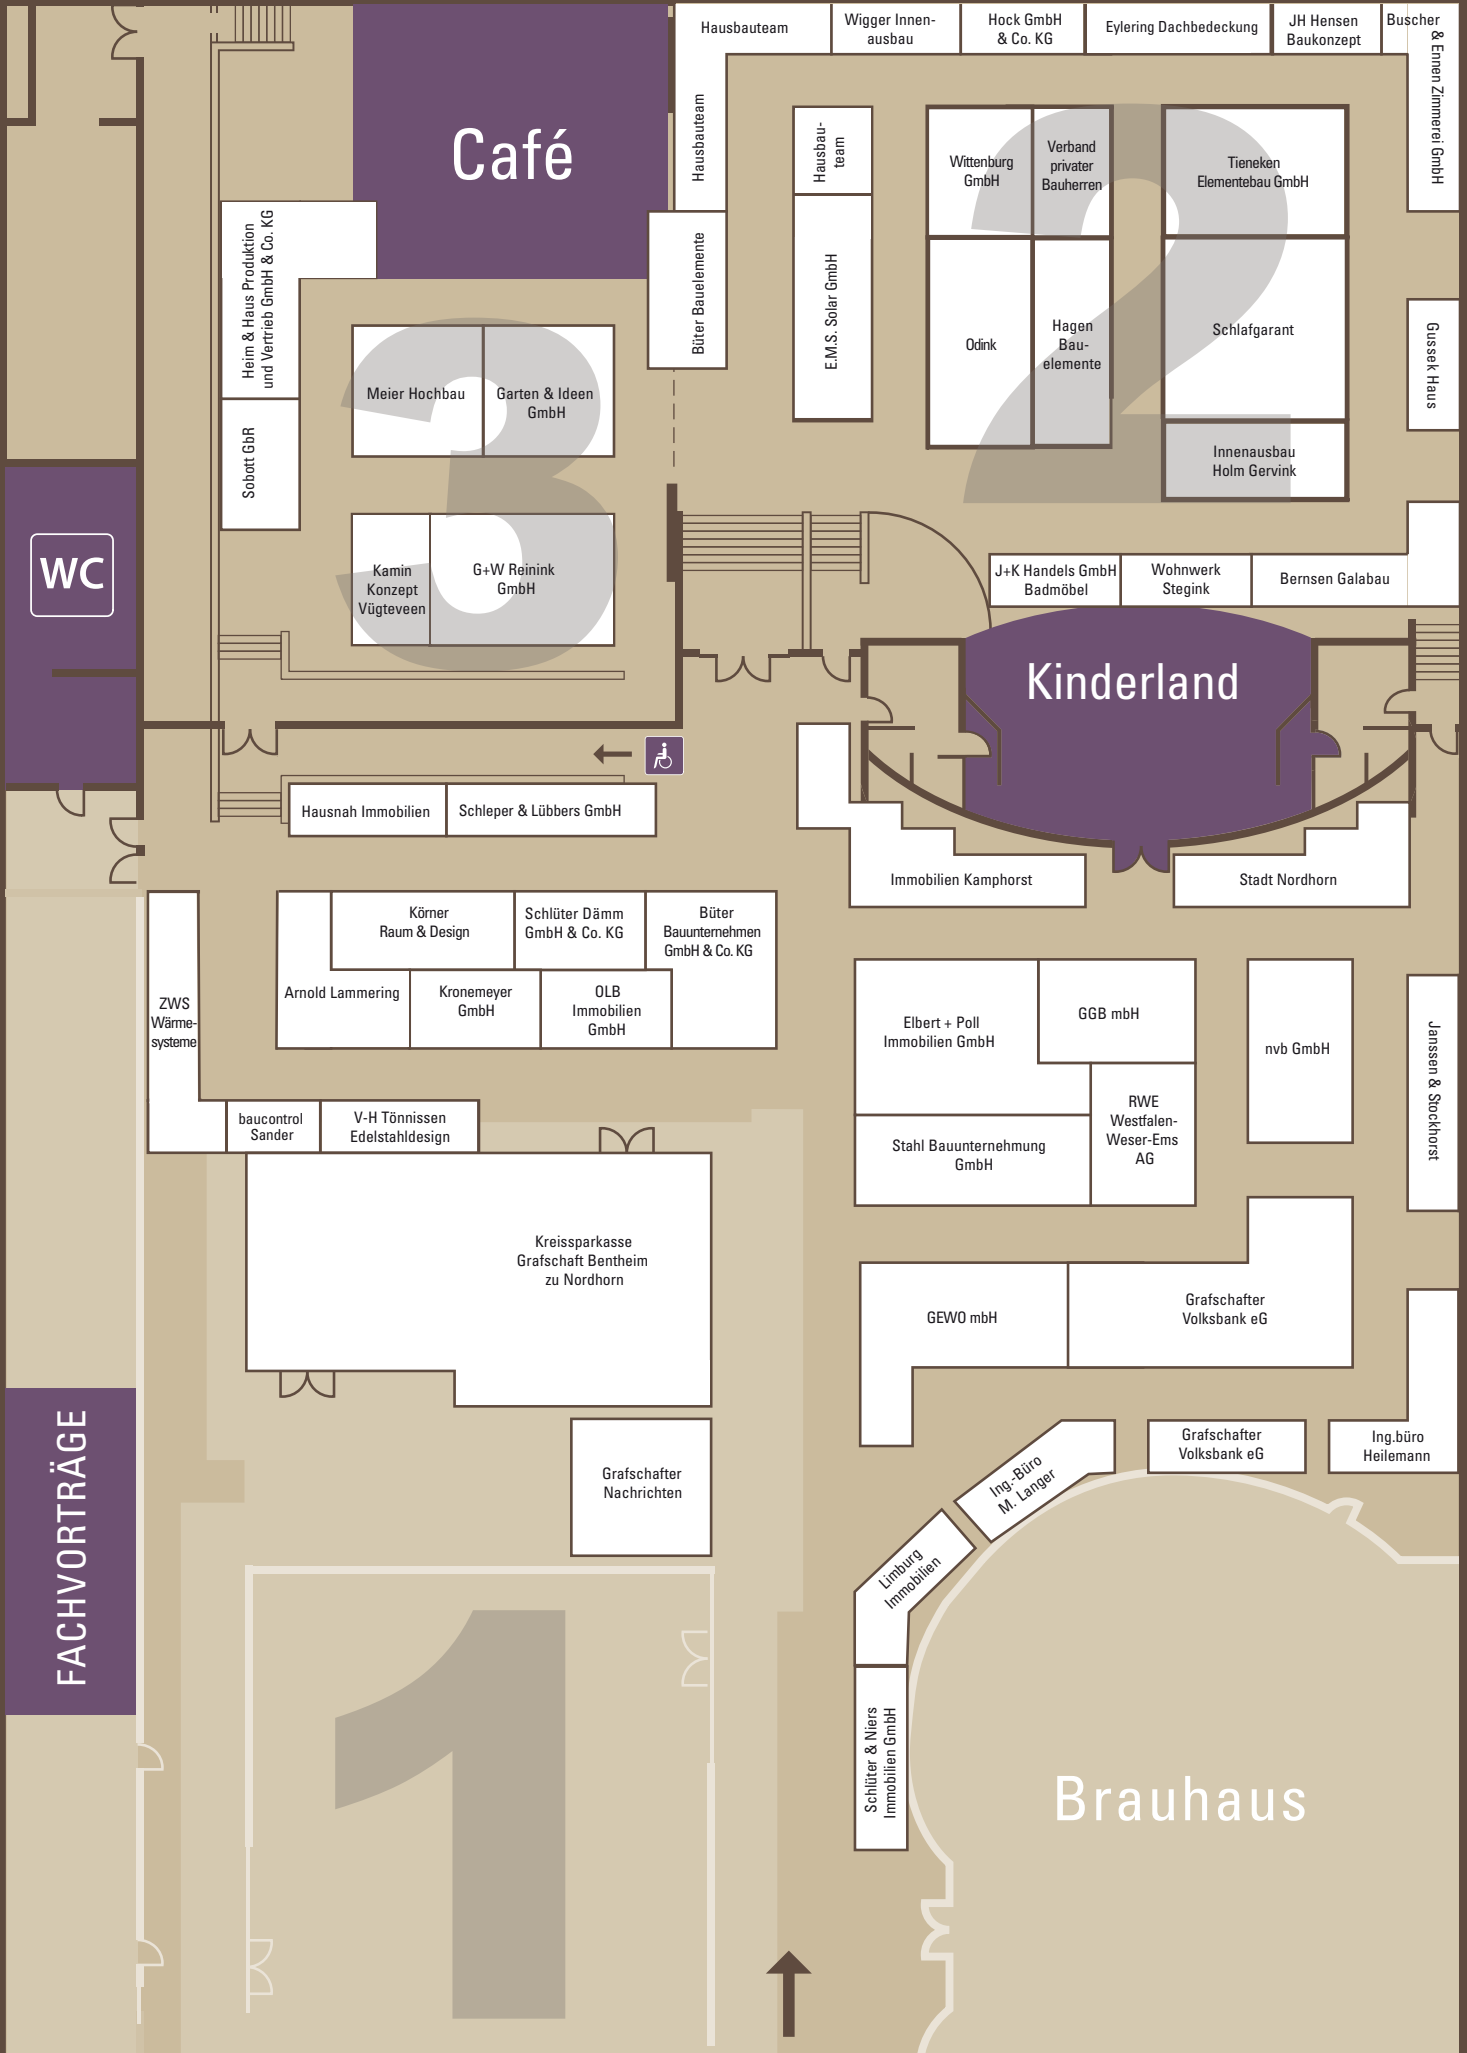 Hausbauteam
Wigger Innen-
ausbau
Hock GmbH
& Co. KG
Eylering Dachbedeckung
JH Hensen
Baukonzept
Buscher
& Ennen Zimmerei GmbH
Café
Hausbauteam
Hausbau-
team
Wittenburg
GmbH
Verband
privater
Bauherren
2
Tieneken
Elementebau GmbH
Heim & Haus Produktion
und Vertrieb GmbH & Co. KG
Büter Bauelemente
E.M.S. Solar GmbH
Odink
Hagen
Bau-
elemente
Schlafgarant
Gussek Haus
3
Meier Hochbau
Garten & Ideen
GmbH
Sobott GbR
Innenausbau
Holm Gervink
WC
Kamin
Konzept
Vügteveen
G+W Reinink
GmbH
J+K Handels GmbH
Badmöbel
Wohnwerk
Stegink
Bernsen Galabau
Kinderland
Hausnah Immobilien
Schleper & Lübbers GmbH
Immobilien Kamphorst
Stadt Nordhorn
Körner
Raum & Design
Schlüter Dämm
GmbH & Co. KG
Büter
Bauunternehmen
GmbH & Co. KG
Arnold Lammering
Kronemeyer
GmbH
OLB
Immobilien
GmbH
ZWS
Wärme-
systeme
Elbert + Poll
Immobilien GmbH
GGB mbH
nvb GmbH
Janssen & Stockhorst
baucontrol
Sander
V-H Tönnissen
Edelstahldesign
Stahl Bauunternehmung
GmbH
RWE
Westfalen-
Weser-Ems
AG
Kreissparkasse
Grafschaft Bentheim
zu Nordhorn
GEWO mbH
Grafschafter
Volksbank eG
Grafschafter
Volksbank eG
Ing.büro
Heilemann
Ing.-Büro
M. Langer
Grafschafter
Nachrichten
FACHVORTRÄGE
Limburg
Immobilien
1
Schlüter & Niers
Immobilien GmbH
Brauhaus